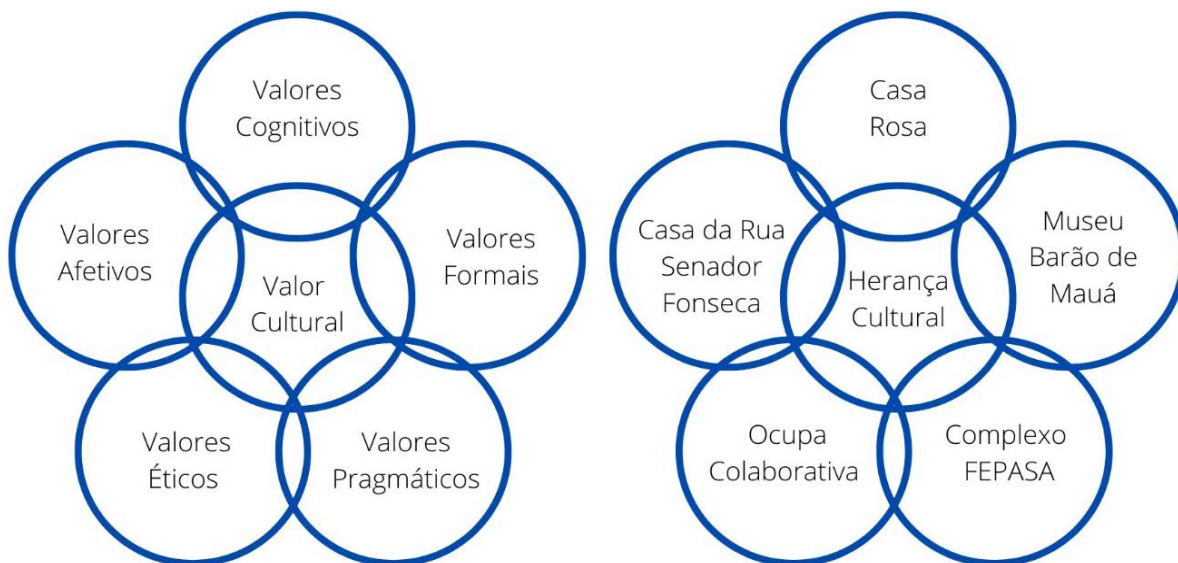 Valores
Cognitivos
Valores
Afetivos
Valores
Formais
Valor
Cultural
Valores
Éticos
Valores
Pragmáticos
Casa
Rosa
Casa da Rua
Senador
Fonseca
Museu
Barão de
Mauá
Herança
Cultural
Ocupa
Colaborativa
Complexo
FEPASA